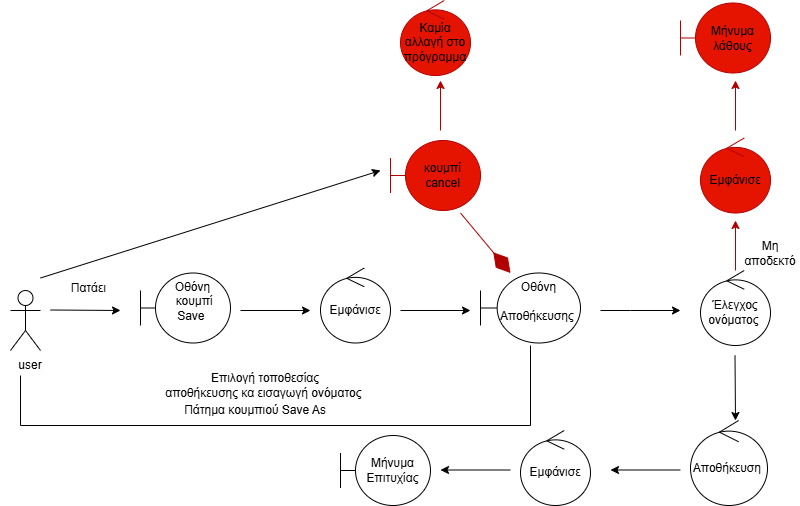 Καμία
αλλαγή στο
πρόγραμμα
Μήνυμα
λάθους
κουμπί
cancel
Εμφάνισε
Μη
αποδεκτό
Πατάει
Οθόνη
κουμπί
Save
Εμφάνισε
Οθόνη
Αποθήκευσης
Έλεγχος
ονόματος
user
Επιλογή τοποθεσίας
αποθήκευσης κα εισαγωγή ονόματος
Πάτημα κουμπιού Save As
Μήνυμα
Επιτυχίας
Εμφάνισε
Αποθήκευση